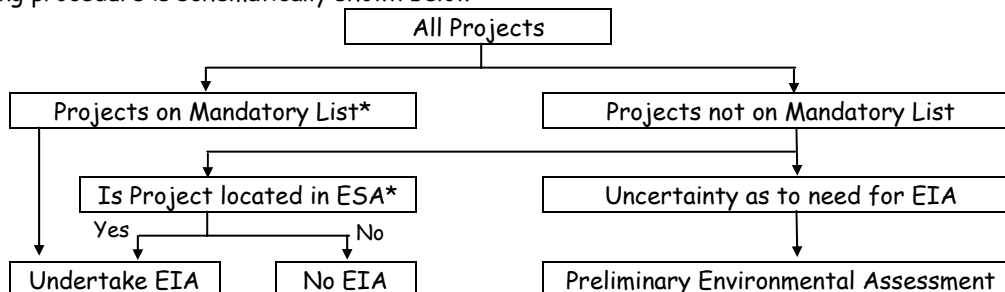 procedure is schematically shown below
All Projects
Projects on Mandatory List*
Projects not on Mandatory List
Is Project located in ESA*
Uncertainty as to need for EIA
Yes
No
Undertake EIA
No EIA
Preliminary Environmental Assessment